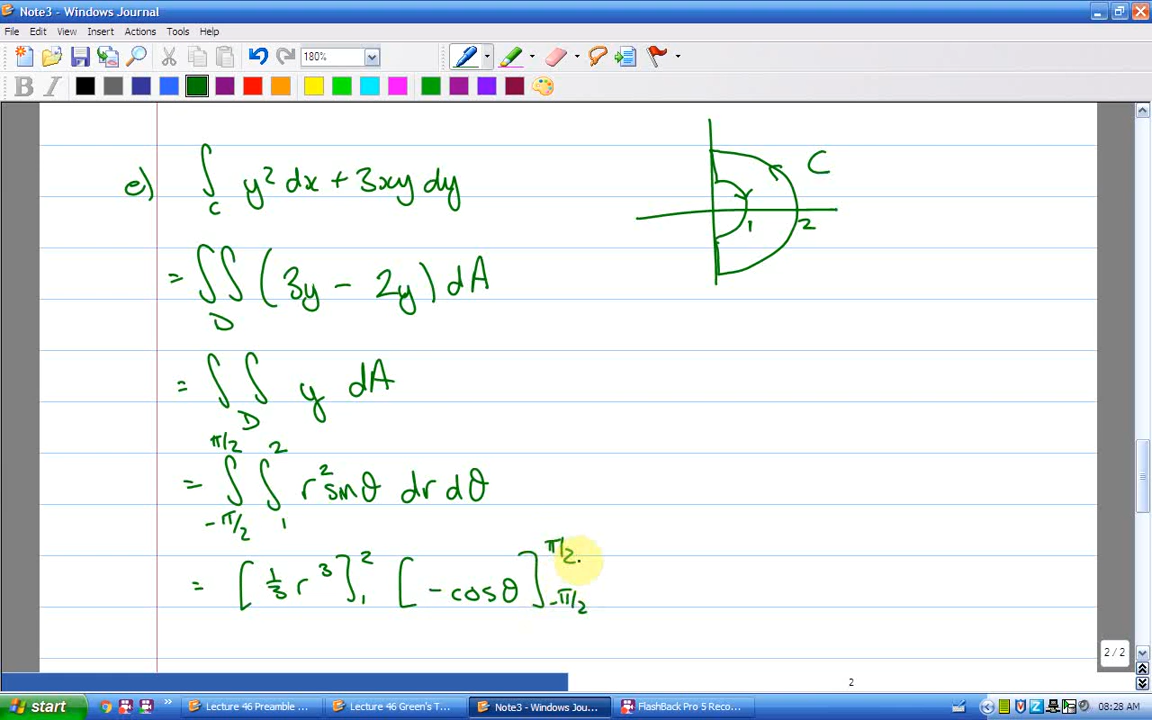 Note3 - Windows Journal
File Edit View Insert Actions Tools Help
180%
B I
e) ∫_C y² dx + 3xy dy
C
1 2
= ∫∫_D (3y - 2y) dA
= ∫∫_D y dA
= ∫_{-π/2}^{π/2} ∫_1^2 r² sinθ dr dθ
= [1/3 r³]_1^2 [-cosθ]_{-π/2}^{π/2}
2 / 2
2
start Lecture 46 Preamble ... Lecture 46 Green's T... Note3 - Windows Jou... FlashBack Pro 5 Reco... 08:28 AM